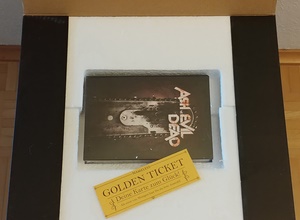 ASH vs EVIL
DEAD
GOLDEN TICKET
Deine Karte zum Glück!